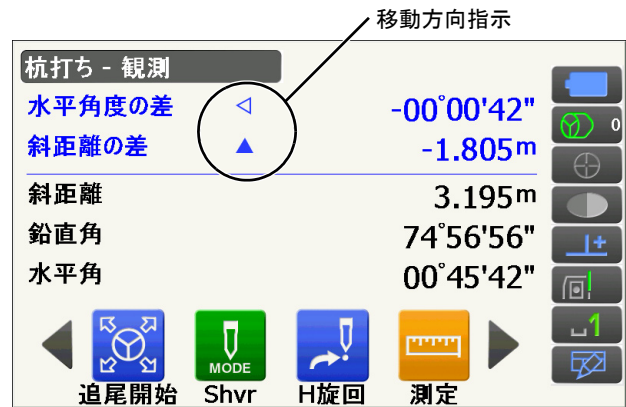 移動方向指示
杭打ち - 観測
水平角度の差 ◁ -00°00'42"
斜距離の差 ▲ -1.805m
0
斜距離 3.195m
鉛直角 74°56'56"
水平角 00°45'42"
1
MODE
追尾開始 Shvr H旋回 測定